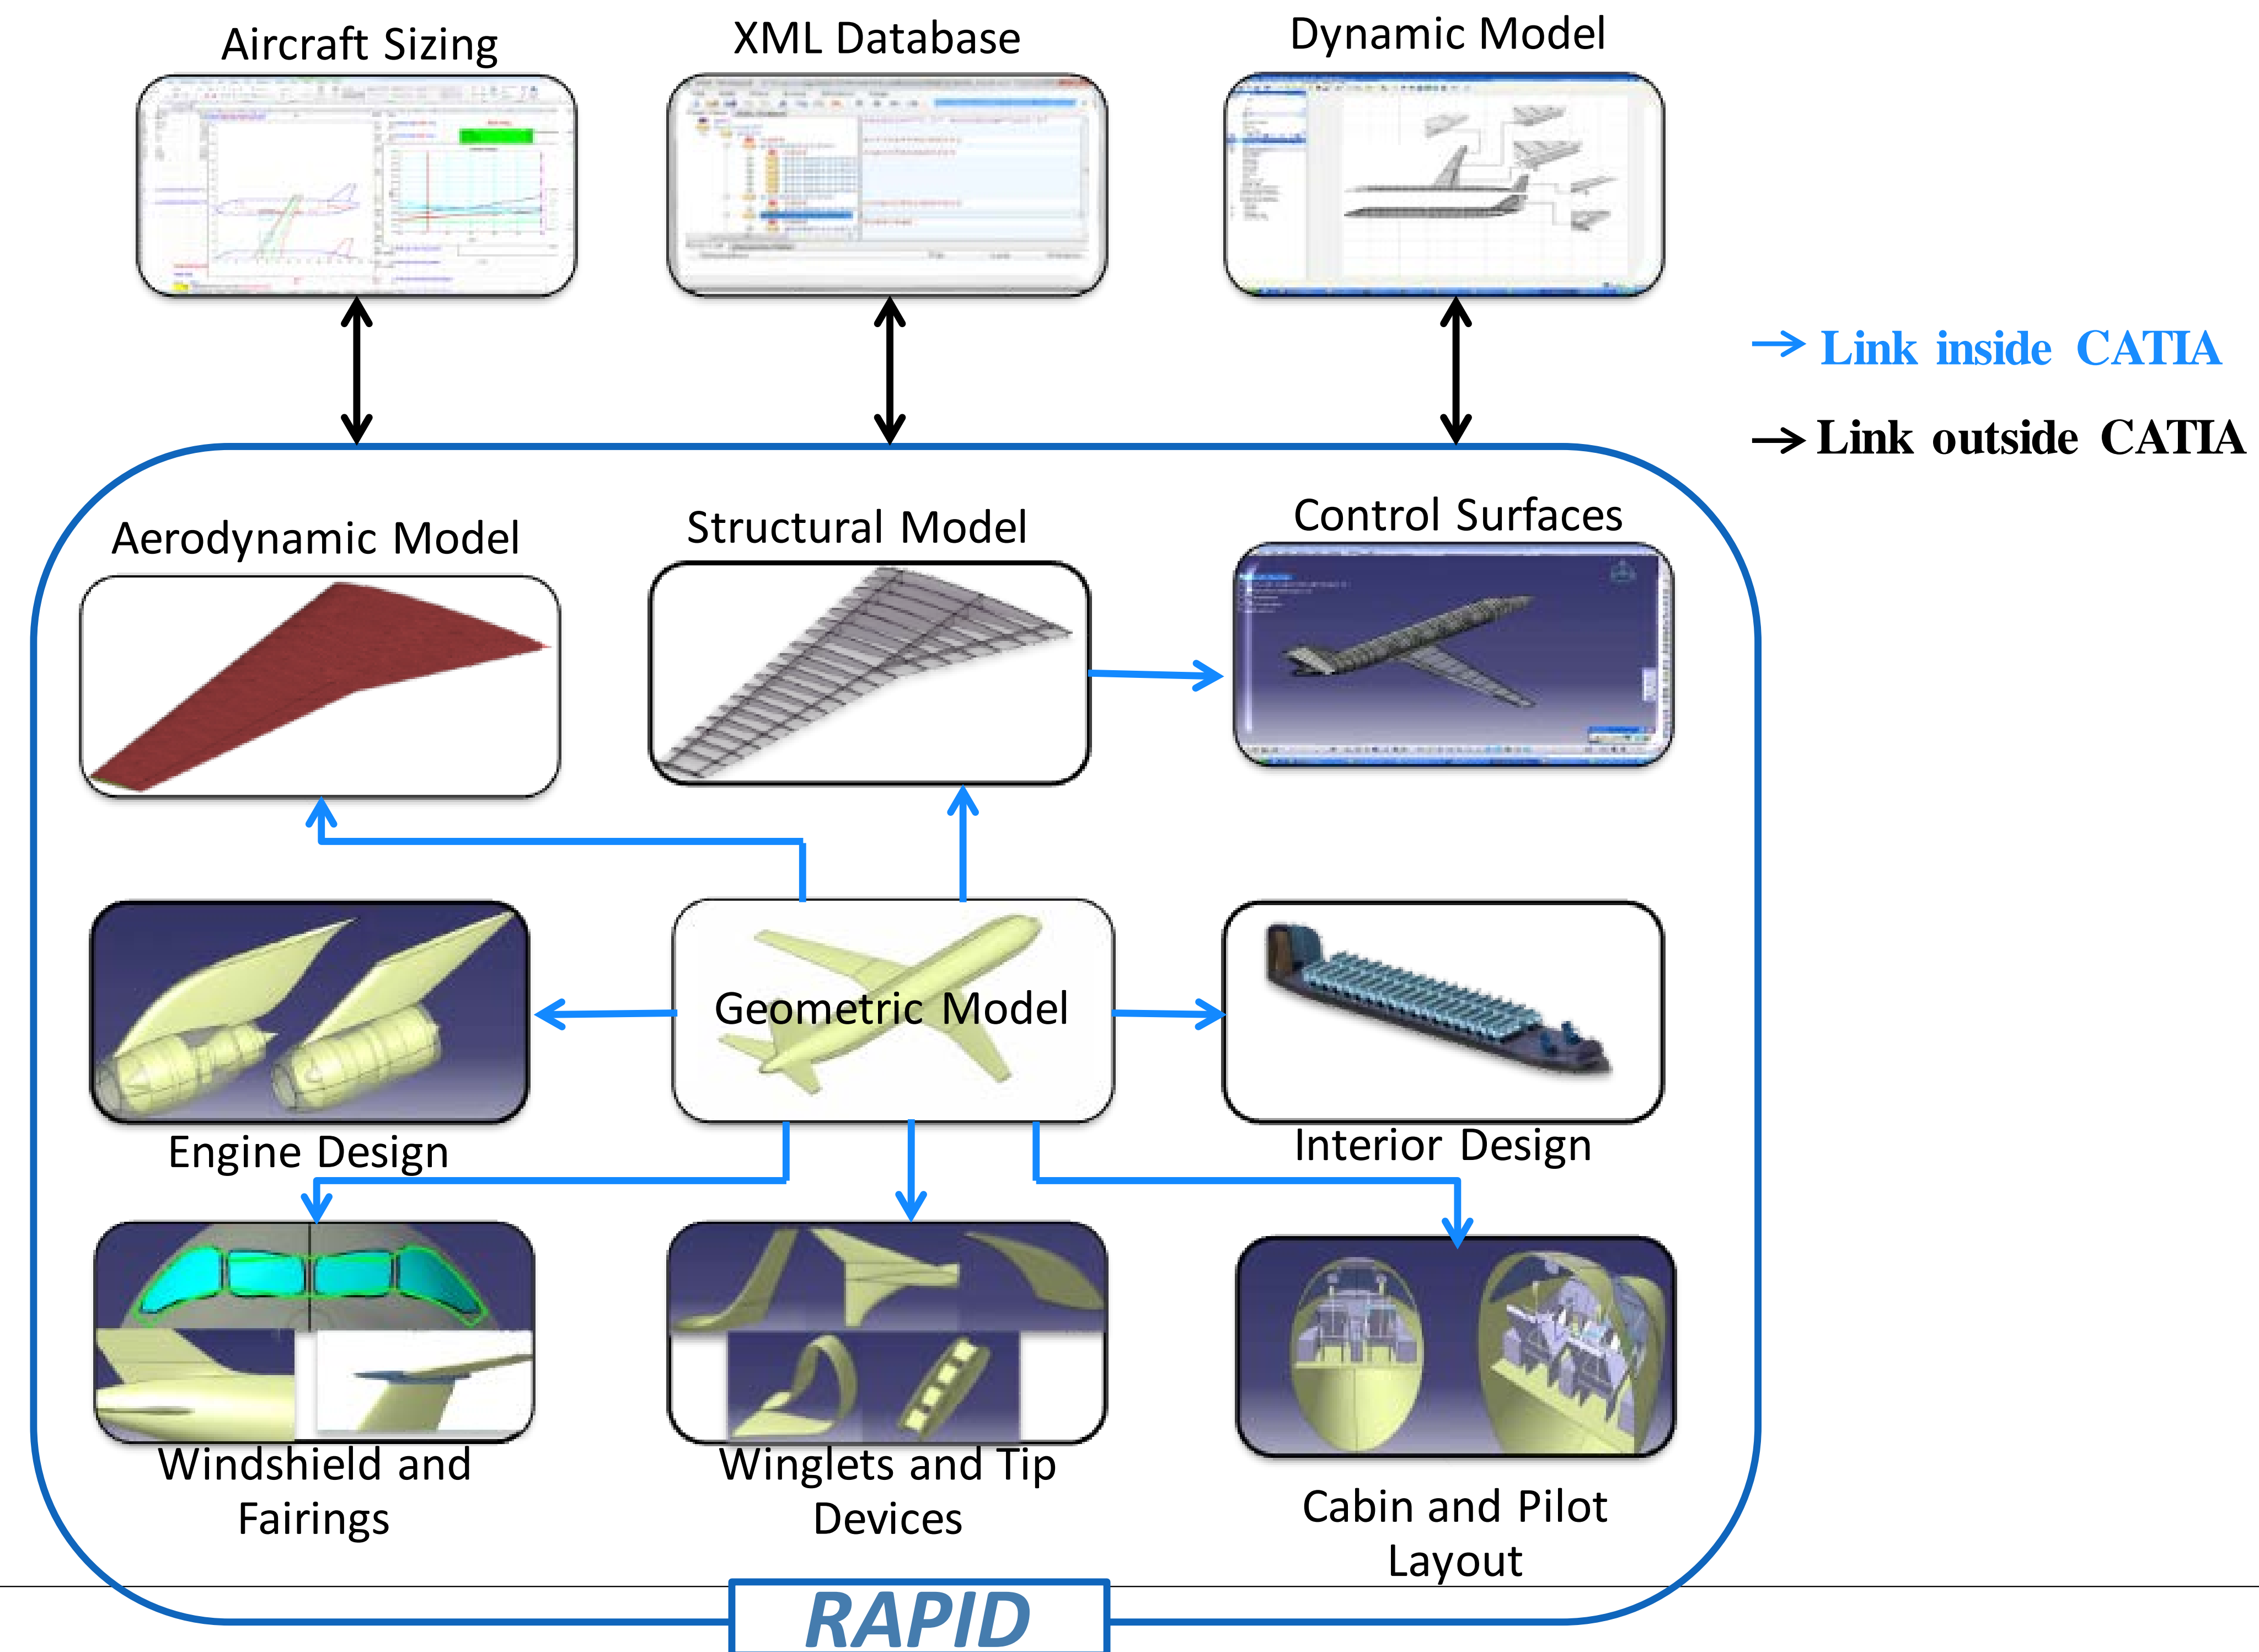 Aircraft Sizing
XML Database
Dynamic Model
Link inside CATIA
Link outside CATIA
Aerodynamic Model
Structural Model
Control Surfaces
Geometric Model
Engine Design
Interior Design
Windshield and
Fairings
Winglets and Tip
Devices
Cabin and Pilot
Layout
RAPID